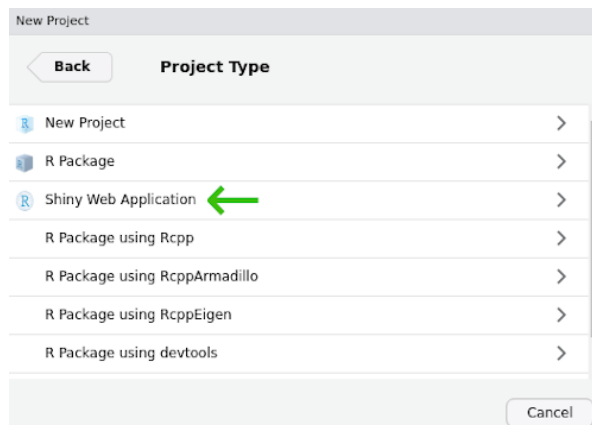 New Project
Back
Project Type
New Project
R Package
Shiny Web Application
R Package using Rcpp
R Package using RcppArmadillo
R Package using RcppEigen
R Package using devtools
Cancel